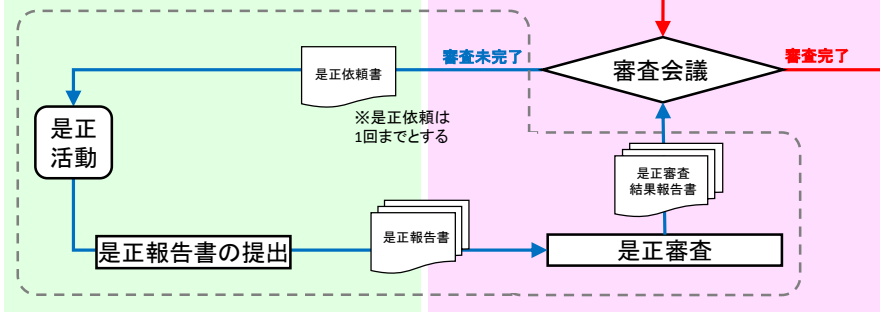 審査未完了
審査会議
審査完了
是正依頼書
※是正依頼は
1回までとする
是正
活動
是正審査
結果報告書
是正報告書の提出
是正報告書
是正審査